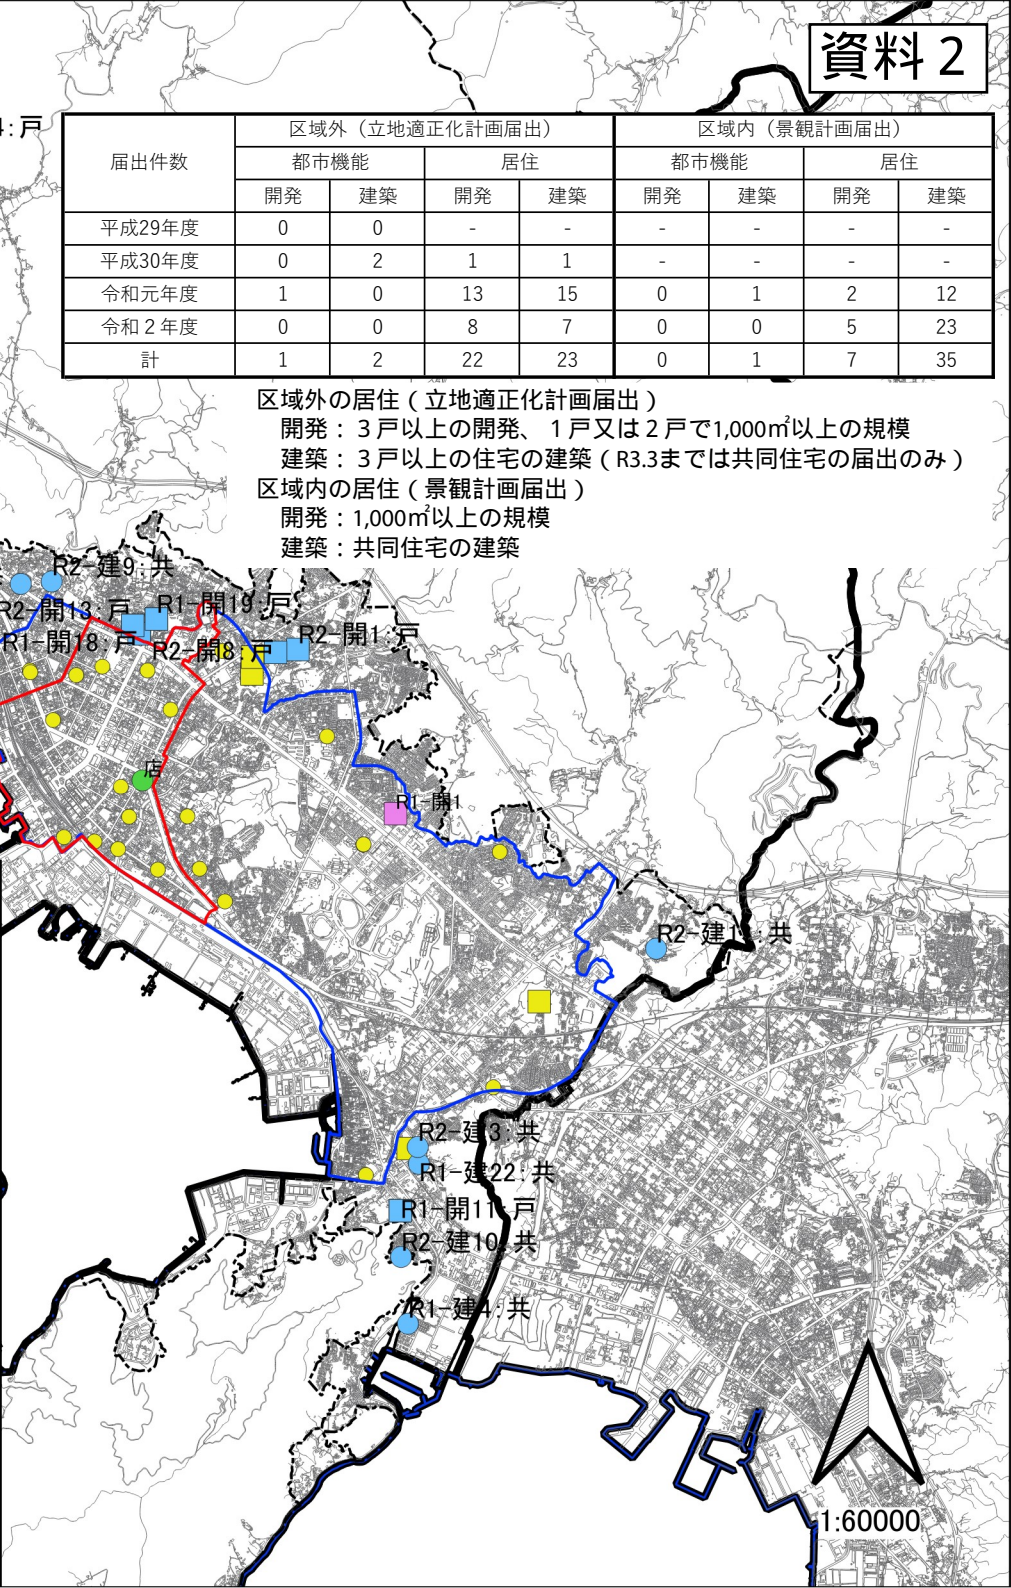 資料２
4：戸
届出件数 区域外（立地適正化計画届出） 区域内（景観計画届出）
都市機能 居住 都市機能 居住
開発 建築 開発 建築 開発 建築 開発 建築
平成29年度 0 0 - - - - - -
平成30年度 0 2 1 1 - - - -
令和元年度 1 0 13 15 0 1 2 12
令和２年度 0 0 8 7 0 0 5 23
計 1 2 22 23 0 1 7 35
区域外の居住（立地適正化計画届出）
開発：３戸以上の開発、１戸又は２戸で1,000㎡以上の規模
建築：３戸以上の住宅の建築（R3.3までは共同住宅の届出のみ）
区域内の居住（景観計画届出）
開発：1,000㎡以上の規模
建築：共同住宅の建築
R2-建9：共
R2-開13：戸
R1-開19：戸
R1-開18：戸
R2-開8：戸
R2-開1：戸
店
R1-開1
：共
R2-建3：共
R1-建22：共
R1-開11：戸
R2-建10：共
R1-建4：共
1:60000